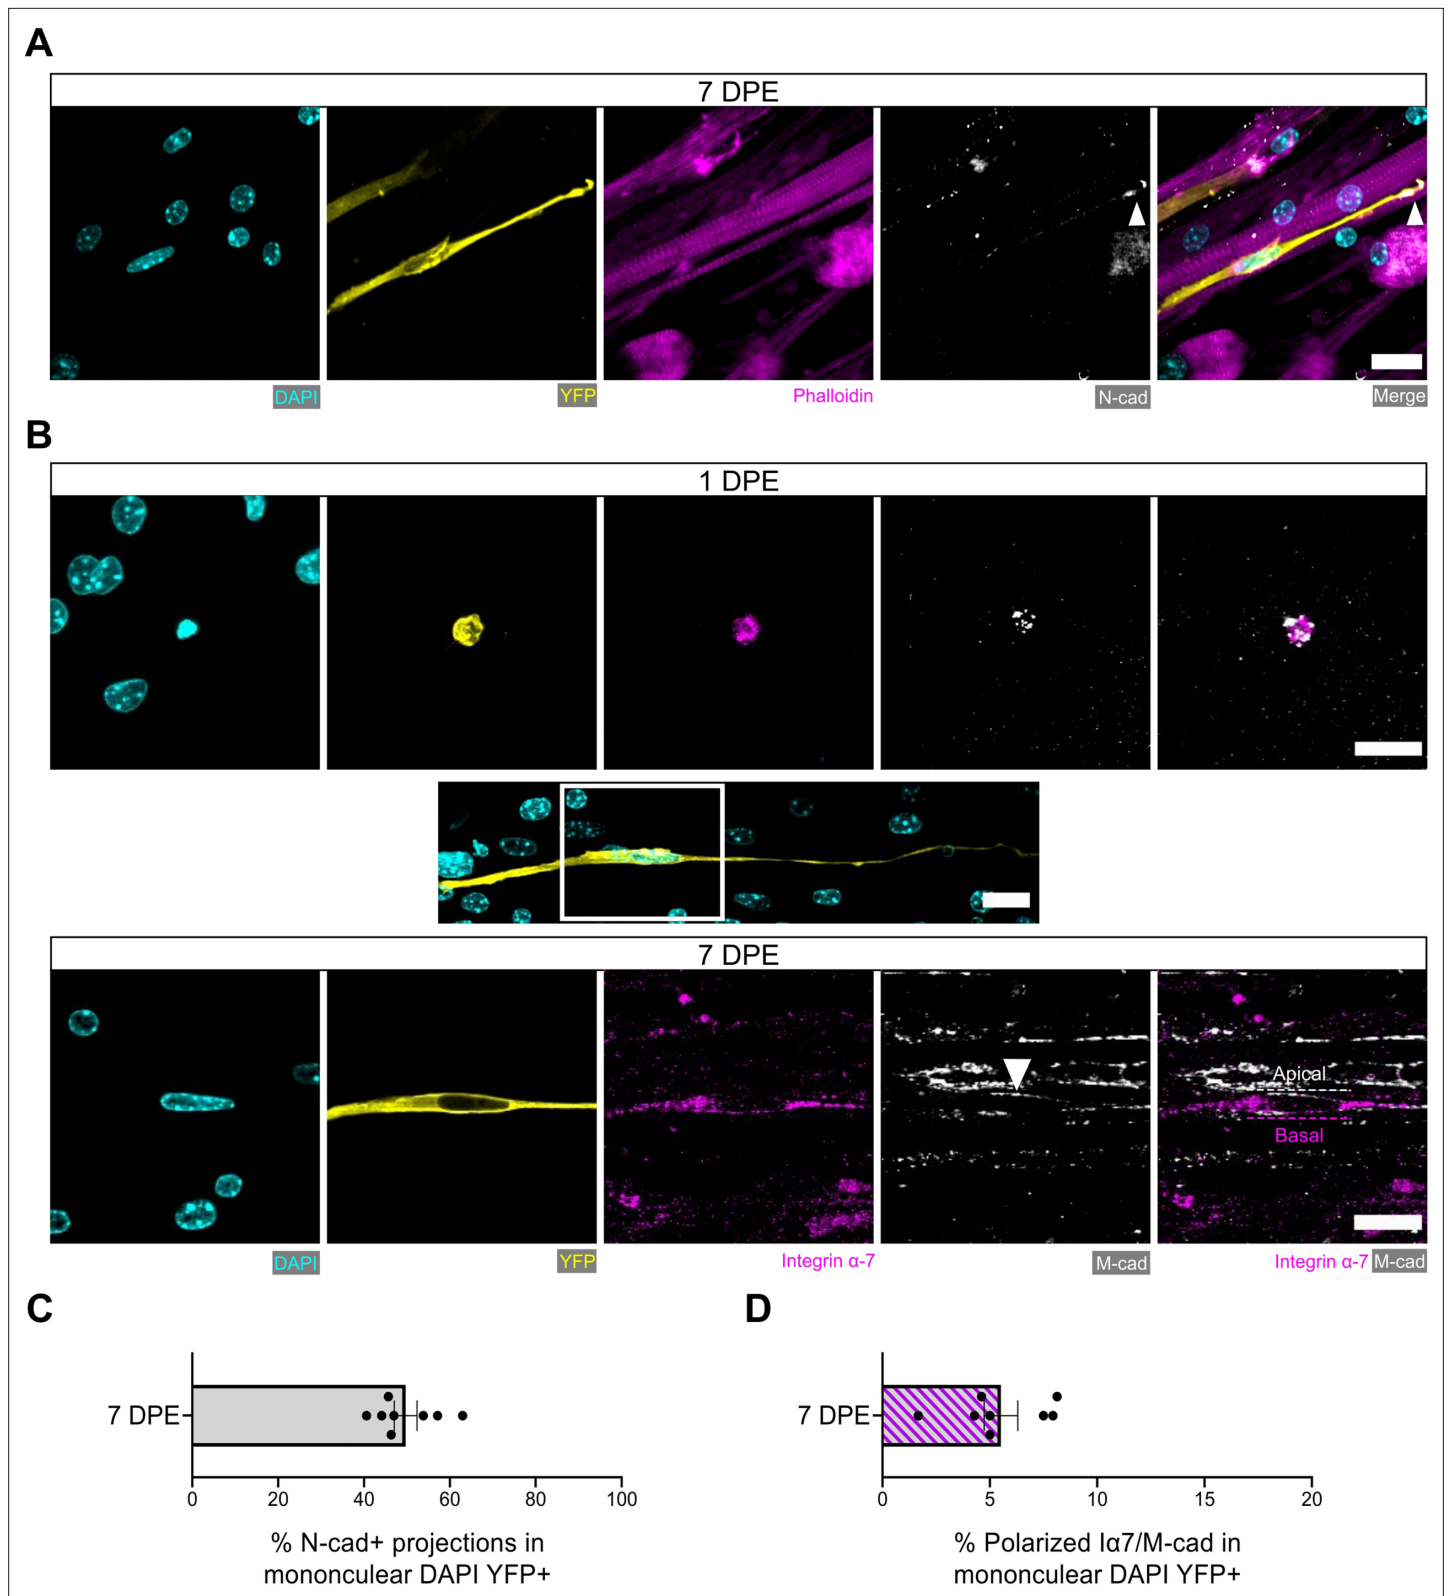 A
7 DPE
DAPI
YFP
Phalloidin
N-cad
Merge
B
1 DPE
7 DPE
Apical
Basal
DAPI
YFP
Integrin α-7
M-cad
Integrin α-7 M-cad
C
7 DPE
0 20 40 60 80 100
% N-cad+ projections in
mononculear DAPI YFP+
D
7 DPE
0 5 10 15 20
% Polarized Iα7/M-cad in
mononculear DAPI YFP+